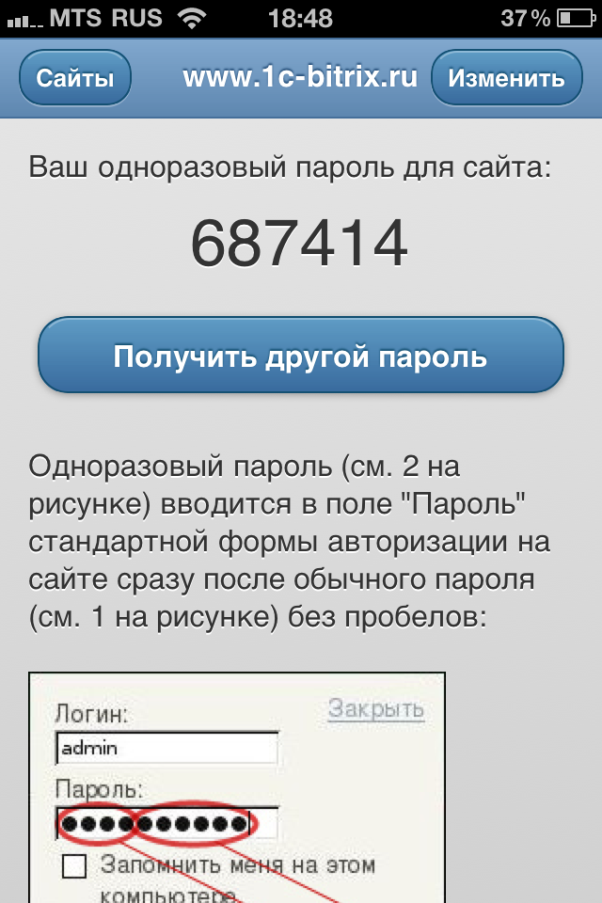 MTS RUS 18:48 37%
Сайты www.1c-bitrix.ru Изменить
Ваш одноразовый пароль для сайта:
687414
Получить другой пароль
Одноразовый пароль (см. 2 на
рисунке) вводится в поле "Пароль"
стандартной формы авторизации на
сайте сразу после обычного пароля
(см. 1 на рисунке) без пробелов:
Логин: Закрыть
admin
Пароль:
Запомнить меня на этом
компьютере